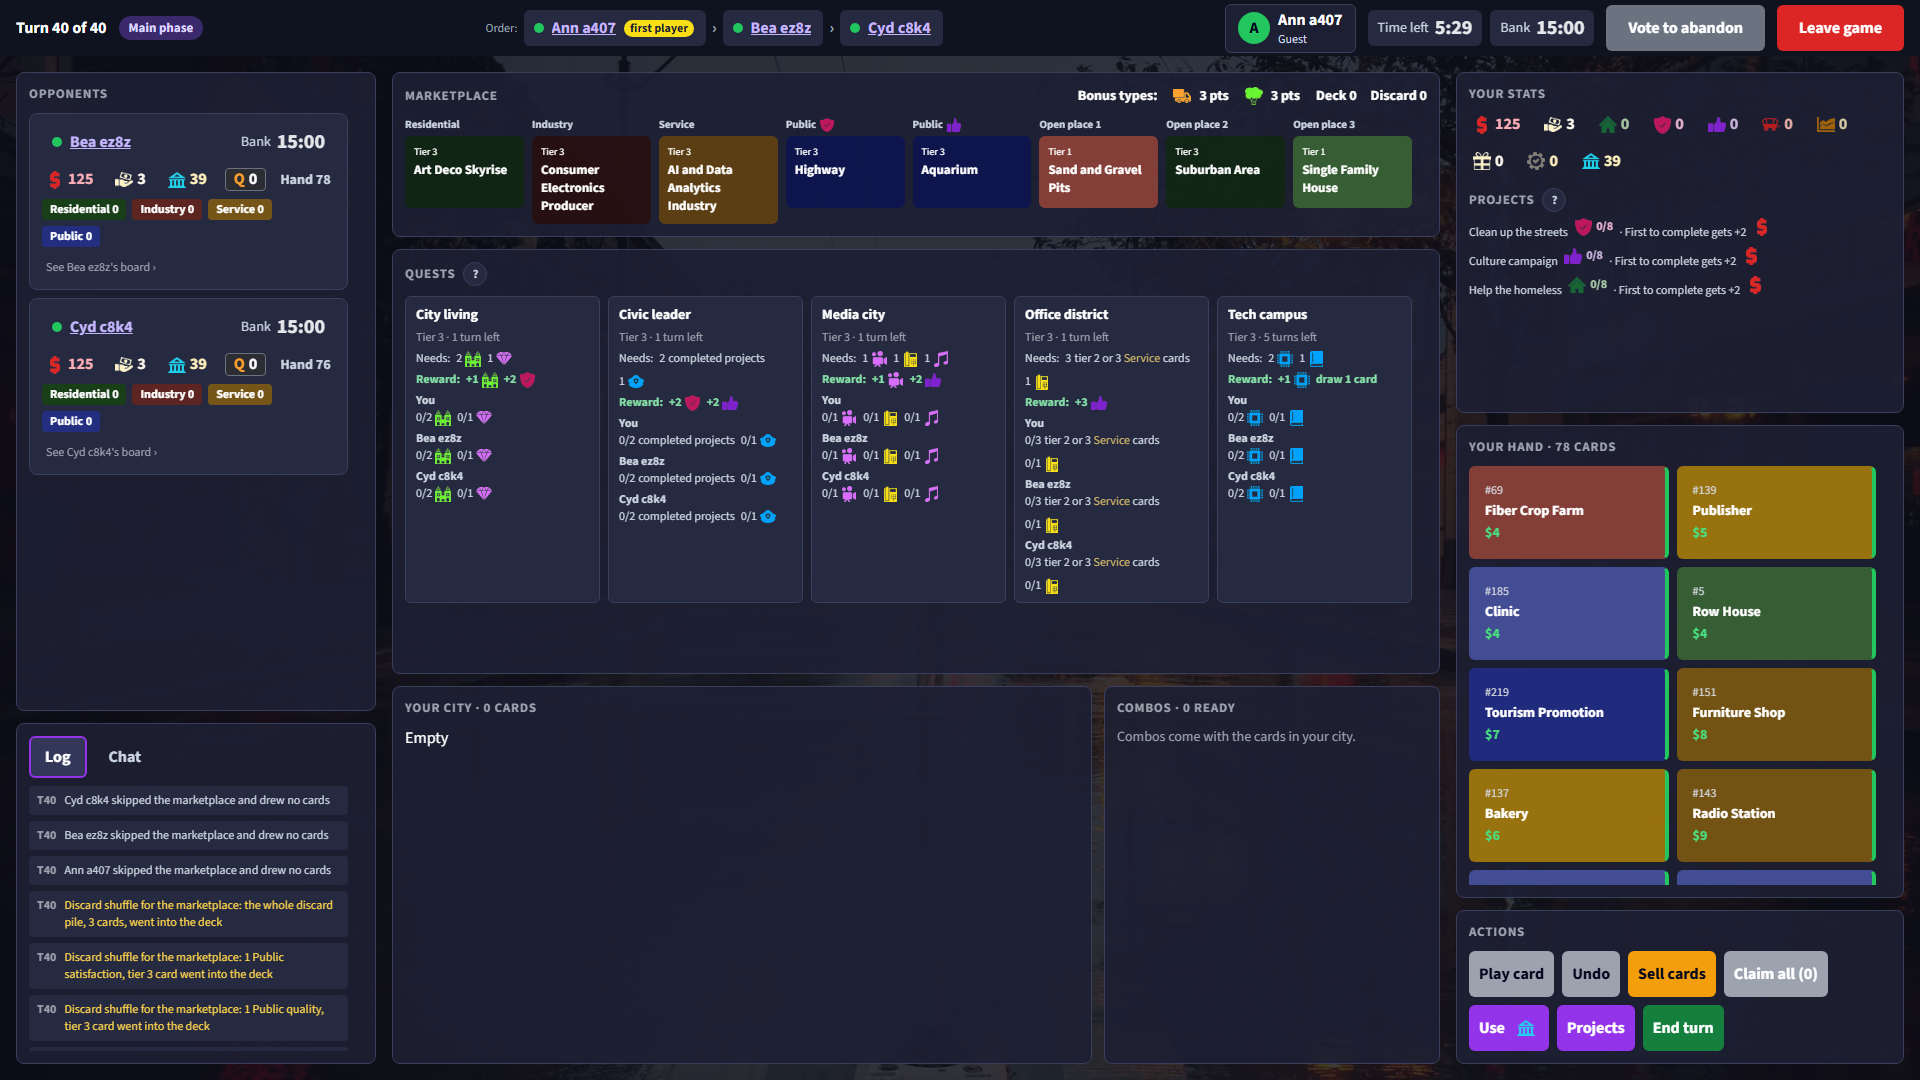 Turn 40 of 40 Main phase
Order: Ann a407 first player › Bea ez8z › Cyd c8k4
A Ann a407
Guest
Time left 5:29
Bank 15:00
Vote to abandon
Leave game
OPPONENTS
Bea ez8z Bank 15:00
125 3 39 Q 0 Hand 78
Residential 0 Industry 0 Service 0
Public 0
See Bea ez8z's board ›
Cyd c8k4 Bank 15:00
125 3 39 Q 0 Hand 76
Residential 0 Industry 0 Service 0
Public 0
See Cyd c8k4's board ›
Log Chat
T40 Cyd c8k4 skipped the marketplace and drew no cards
T40 Bea ez8z skipped the marketplace and drew no cards
T40 Ann a407 skipped the marketplace and drew no cards
T40 Discard shuffle for the marketplace: the whole discard
pile, 3 cards, went into the deck
T40 Discard shuffle for the marketplace: 1 Public
satisfaction, tier 3 card went into the deck
T40 Discard shuffle for the marketplace: 1 Public quality,
tier 3 card went into the deck
MARKETPLACE
Bonus types: 3 pts 3 pts Deck 0 Discard 0
Residential
Tier 3
Art Deco Skyrise
Industry
Tier 3
Consumer
Electronics
Producer
Service
Tier 3
AI and Data
Analytics
Industry
Public
Tier 3
Highway
Public
Tier 3
Aquarium
Open place 1
Tier 1
Sand and Gravel
Pits
Open place 2
Tier 3
Suburban Area
Open place 3
Tier 1
Single Family
House
QUESTS ?
City living
Tier 3 · 1 turn left
Needs: 2 1
Reward: +1 +2
You
0/2 0/1
Bea ez8z
0/2 0/1
Cyd c8k4
0/2 0/1
Civic leader
Tier 3 · 1 turn left
Needs: 2 completed projects
1
Reward: +2 +2
You
0/2 completed projects 0/1
Bea ez8z
0/2 completed projects 0/1
Cyd c8k4
0/2 completed projects 0/1
Media city
Tier 3 · 1 turn left
Needs: 1 1 1
Reward: +1 +2
You
0/1 0/1 0/1
Bea ez8z
0/1 0/1 0/1
Cyd c8k4
0/1 0/1 0/1
Office district
Tier 3 · 1 turn left
Needs: 3 tier 2 or 3 Service cards
1
Reward: +3
You
0/3 tier 2 or 3 Service cards
0/1
Bea ez8z
0/3 tier 2 or 3 Service cards
0/1
Cyd c8k4
0/3 tier 2 or 3 Service cards
0/1
Tech campus
Tier 3 · 5 turns left
Needs: 2 1
Reward: +1 draw 1 card
You
0/2 0/1
Bea ez8z
0/2 0/1
Cyd c8k4
0/2 0/1
YOUR CITY · 0 CARDS
Empty
COMBOS · 0 READY
Combos come with the cards in your city.
YOUR STATS
125 3 0 0 0 0 0
0 0 39
PROJECTS ?
Clean up the streets 0/8 · First to complete gets +2
Culture campaign 0/8 · First to complete gets +2
Help the homeless 0/8 · First to complete gets +2
YOUR HAND · 78 CARDS
#69
Fiber Crop Farm
$4
#139
Publisher
$5
#185
Clinic
$4
#5
Row House
$4
#219
Tourism Promotion
$7
#151
Furniture Shop
$8
#137
Bakery
$6
#143
Radio Station
$9
ACTIONS
Play card Undo Sell cards Claim all (0)
Use Projects End turn